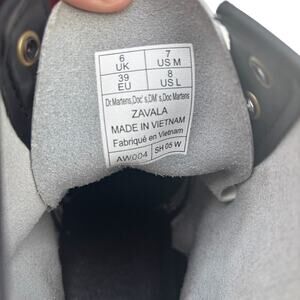 6 UK 7 US M
39 EU 8 US L
Dr.Martens,Doc's,DM's,Doc Martens
ZAVALA
MADE IN VIETNAM
Fabriqué en Vietnam
AW004 SH 05 W